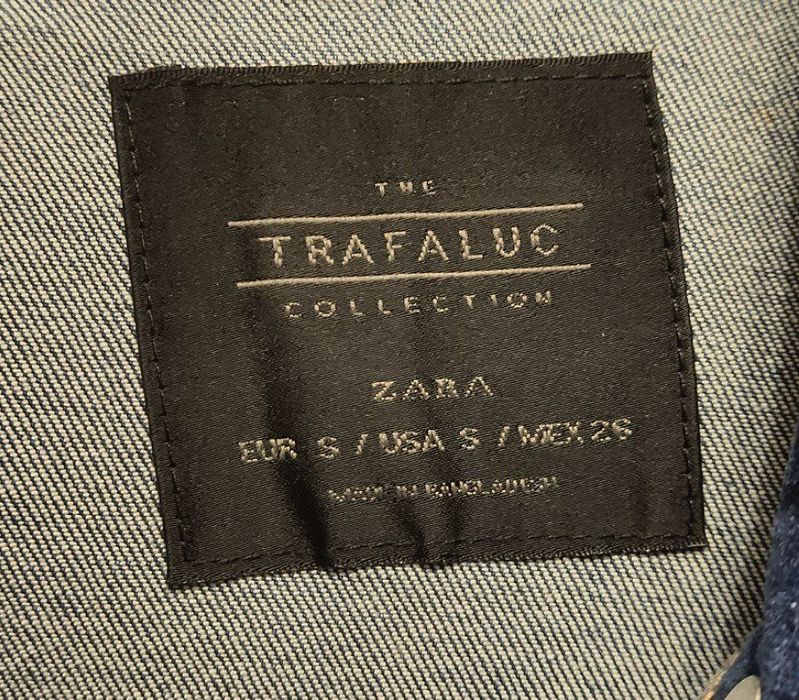 THE
TRAFALUC
COLLECTION
ZARA
EUR S / USA S / MEX 26
MADE IN BANGLADESH